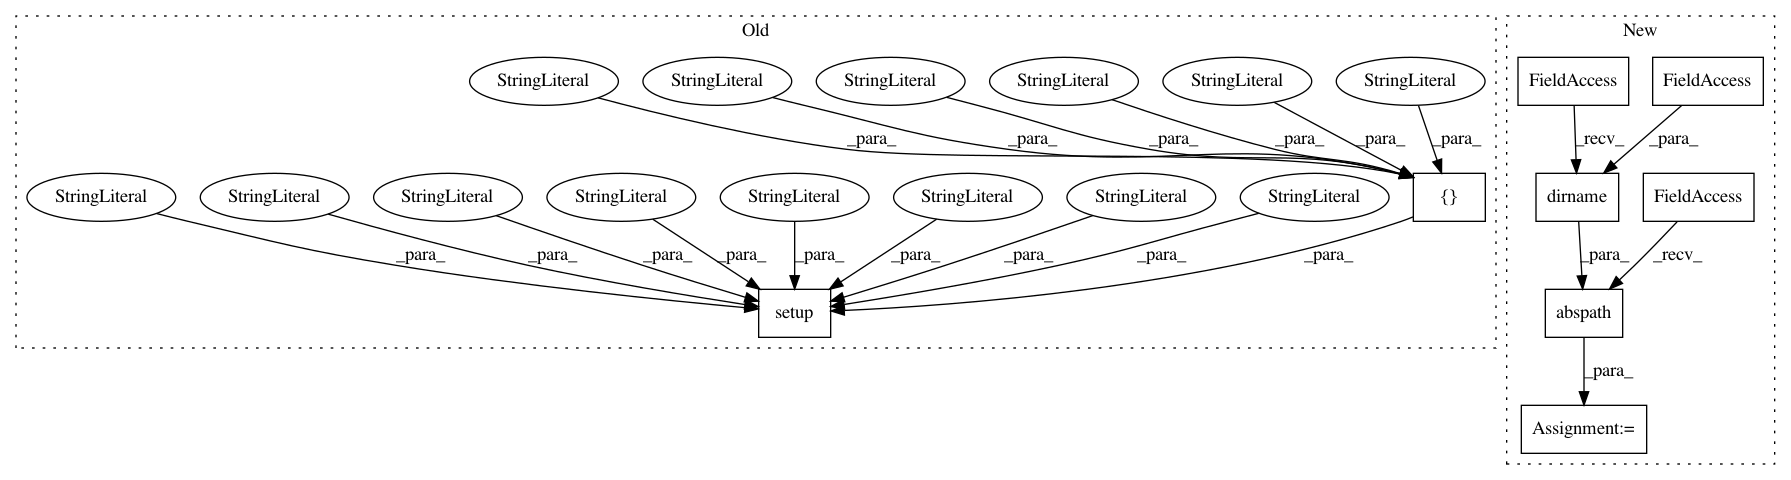 Old
New
StringLiteral StringLiteral StringLiteral StringLiteral StringLiteral StringLiteral FieldAccess FieldAccess
_para_ _para_ _para_ _para_ _para_ _para_ _recv_ _para_
StringLiteral StringLiteral StringLiteral StringLiteral StringLiteral StringLiteral StringLiteral StringLiteral {} dirname FieldAccess
_para_ _para_ _para_ _para_ _para_ _para_ _para_ _para_ _para_ _para_ _recv_
setup abspath
_para_
Assignment:=